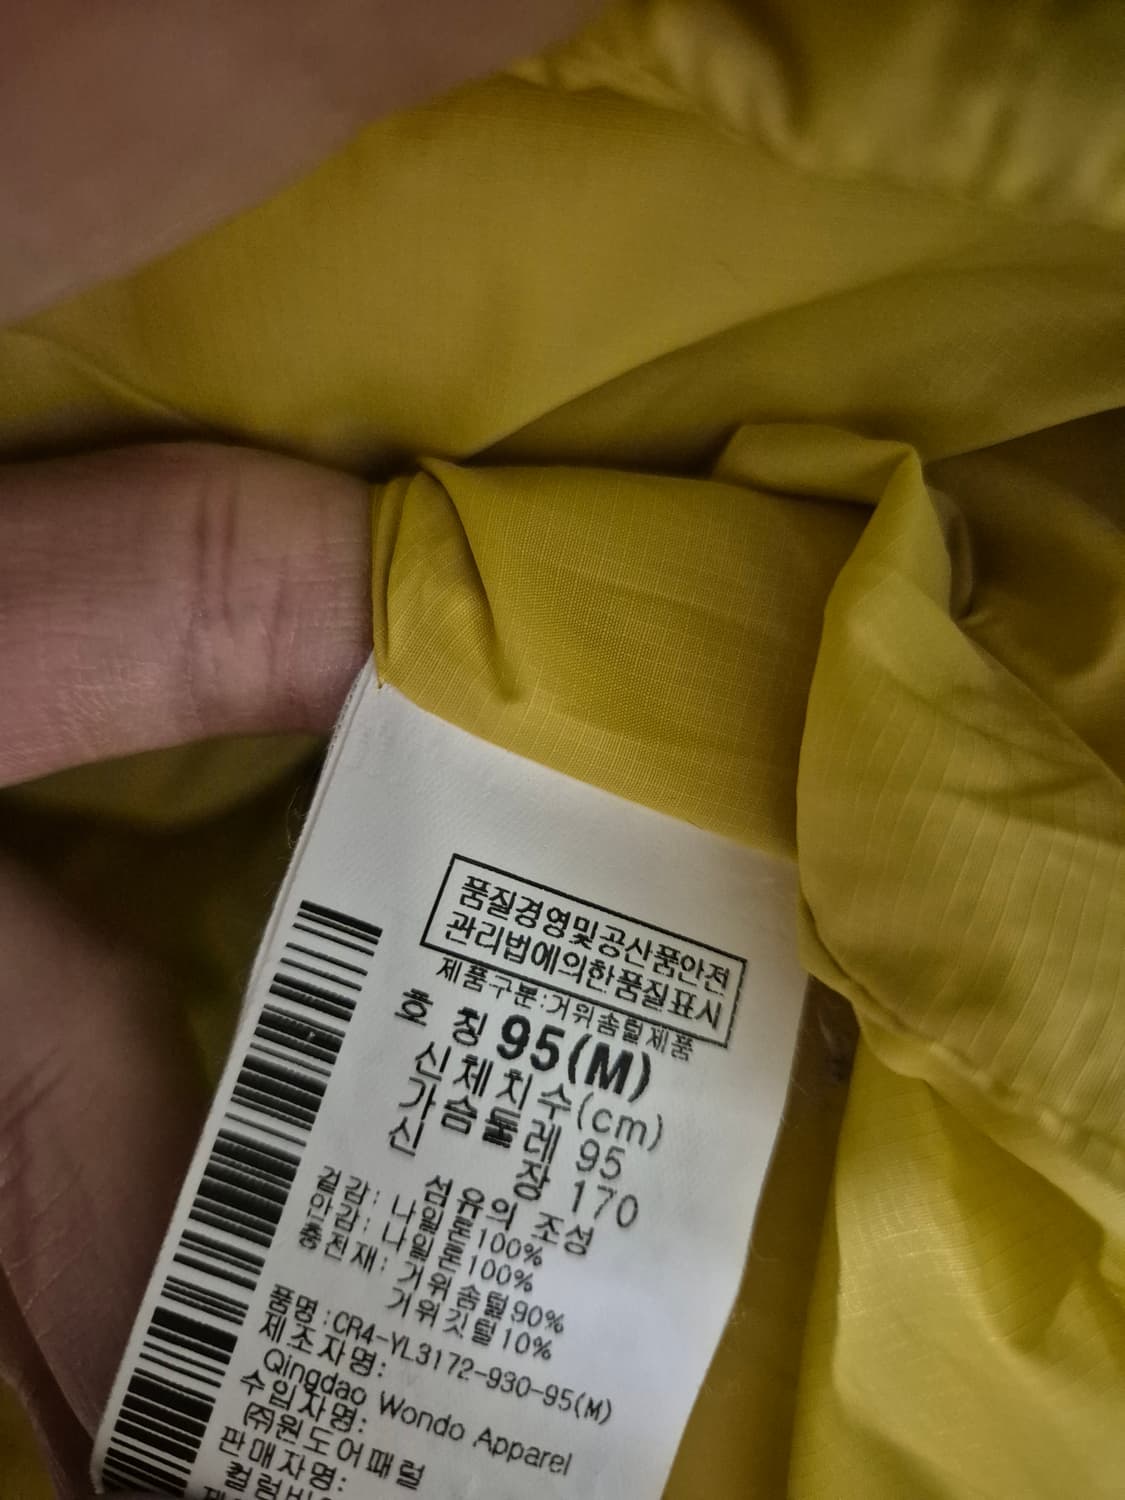 품질경영및공산품안전
관리법에의한품질표시
제품구분:거위솜털제품
호 칭 95(M)
신체치수(cm)
가슴둘레 95
신 장 170
섬유의 조성
겉감: 나일론100%
안감: 나일론100%
충전재: 거위솜털90%
거위깃털10%
품명:CR4-YL3172-930-95(M)
제조자명:
Qingdao Wondo Apparel
수입자명:
㈜원도어패럴
판매자명:
컬럼비